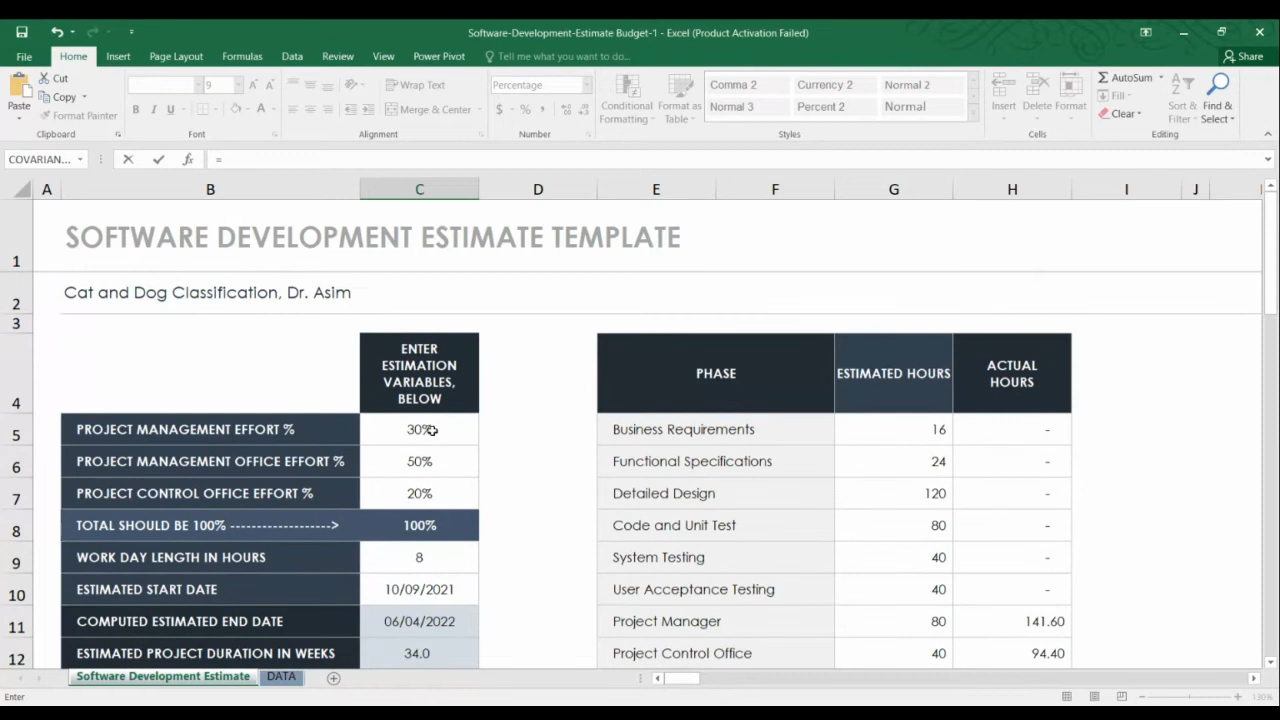 Software-Development-Estimate Budget-1 - Excel (Product Activation Failed)
File Home Insert Page Layout Formulas Data Review View Power Pivot Tell me what you want to do... Share
Paste
Cut
Copy
Format Painter
Clipboard
9
A A
B I U A
Font
Wrap Text
Merge & Center
Alignment
Percentage
$ % ,
Number
Conditional Formatting
Format as Table
Comma 2 Currency 2 Normal 2
Normal 3 Percent 2 Normal
Styles
Insert Delete Format
Cells
AutoSum
Fill
Clear
Sort & Filter
Find & Select
Editing
COVARIAN... fx =
A B C D E F G H I J
1 SOFTWARE DEVELOPMENT ESTIMATE TEMPLATE
2 Cat and Dog Classification, Dr. Asim
3
4 ENTER ESTIMATION VARIABLES, BELOW PHASE ESTIMATED HOURS ACTUAL HOURS
5 PROJECT MANAGEMENT EFFORT % 30% Business Requirements 16 -
6 PROJECT MANAGEMENT OFFICE EFFORT % 50% Functional Specifications 24 -
7 PROJECT CONTROL OFFICE EFFORT % 20% Detailed Design 120 -
8 TOTAL SHOULD BE 100% ------------------> 100% Code and Unit Test 80 -
9 WORK DAY LENGTH IN HOURS 8 System Testing 40 -
10 ESTIMATED START DATE 10/09/2021 User Acceptance Testing 40 -
11 COMPUTED ESTIMATED END DATE 06/04/2022 Project Manager 80 141.60
12 ESTIMATED PROJECT DURATION IN WEEKS 34.0 Project Control Office 40 94.40
Software Development Estimate DATA
Enter 130%